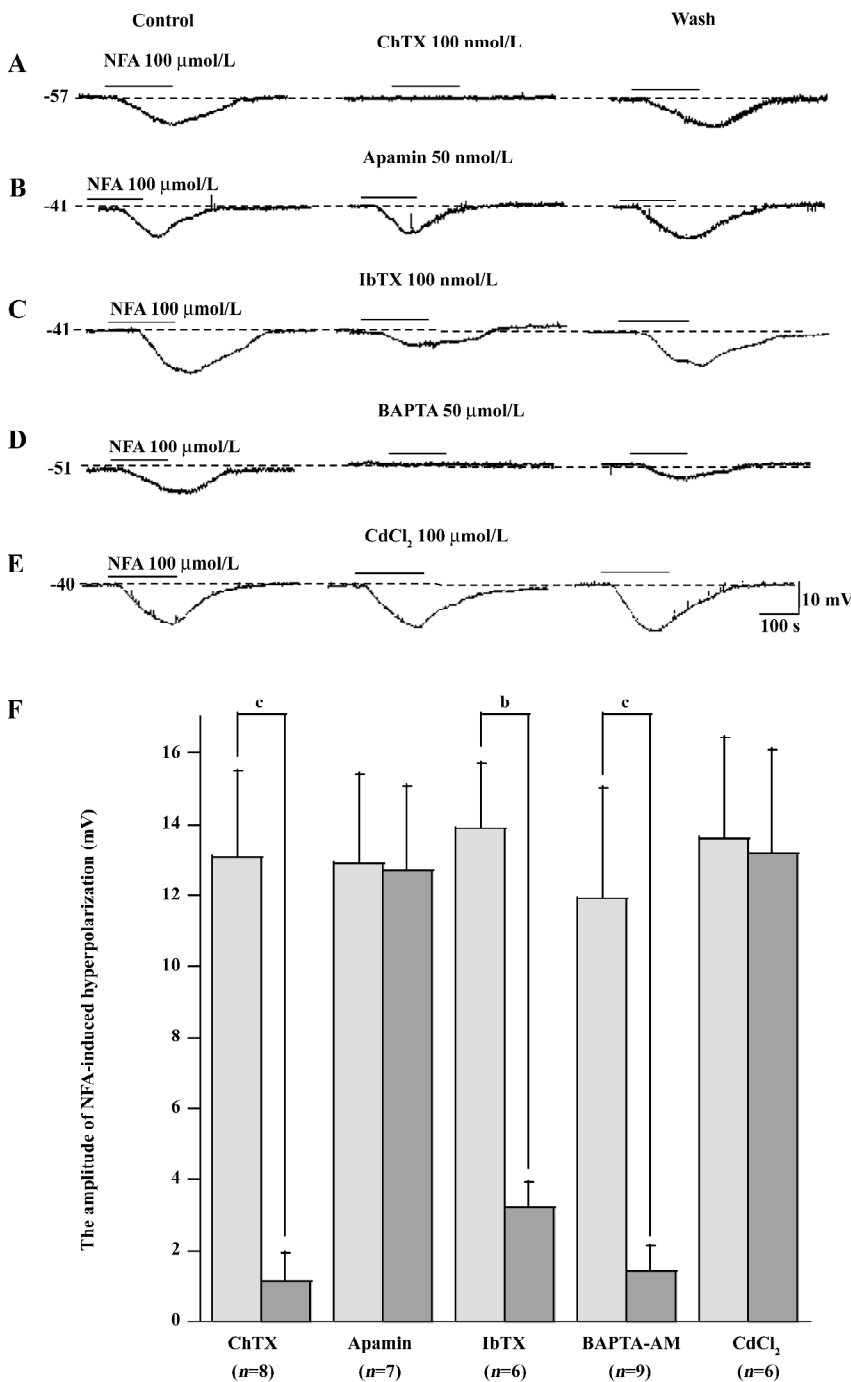 Control
Wash
ChTX 100 nmol/L
A
NFA 100 μmol/L
-57
Apamin 50 nmol/L
B
NFA 100 μmol/L
-41
IbTX 100 nmol/L
C
NFA 100 μmol/L
-41
BAPTA 50 μmol/L
D
NFA 100 μmol/L
-51
CdCl₂ 100 μmol/L
E
NFA 100 μmol/L
-40
10 mV
100 s
F
c
b
c
The amplitude of NFA-induced hyperpolarization (mV)
16
14
12
10
8
6
4
2
0
ChTX Apamin IbTX BAPTA-AM CdCl₂
(n=8) (n=7) (n=6) (n=9) (n=6)